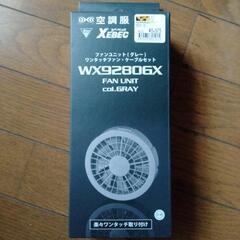 空調服
XEBEC
ファンユニット(グレー)
ワンタッチファン・ケーブルセット
WX92806X
FAN UNIT
col.GRAY
楽々ワンタッチ取り付け